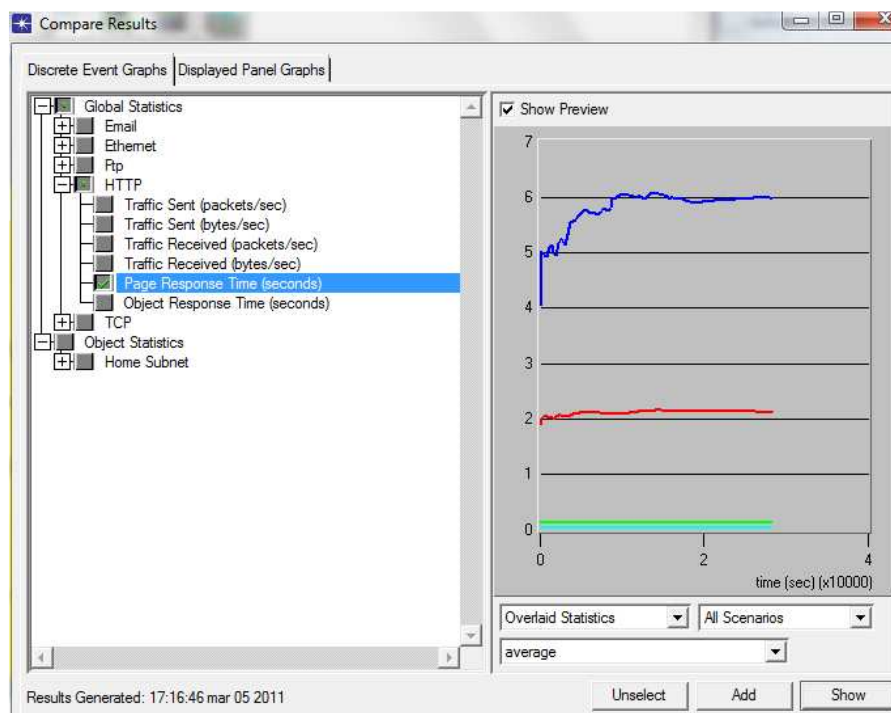 Compare Results
Discrete Event Graphs
Displayed Panel Graphs
Global Statistics
Email
Ethernet
Ftp
HTTP
Traffic Sent (packets/sec)
Traffic Sent (bytes/sec)
Traffic Received (packets/sec)
Traffic Received (bytes/sec)
Page Response Time (seconds)
Object Response Time (seconds)
TCP
Object Statistics
Home Subnet
Show Preview
7
6
5
4
3
2
1
0
0 2 4
time (sec) (x10000)
Overlaid Statistics
All Scenarios
average
Results Generated: 17:16:46 mar 05 2011
Unselect
Add
Show